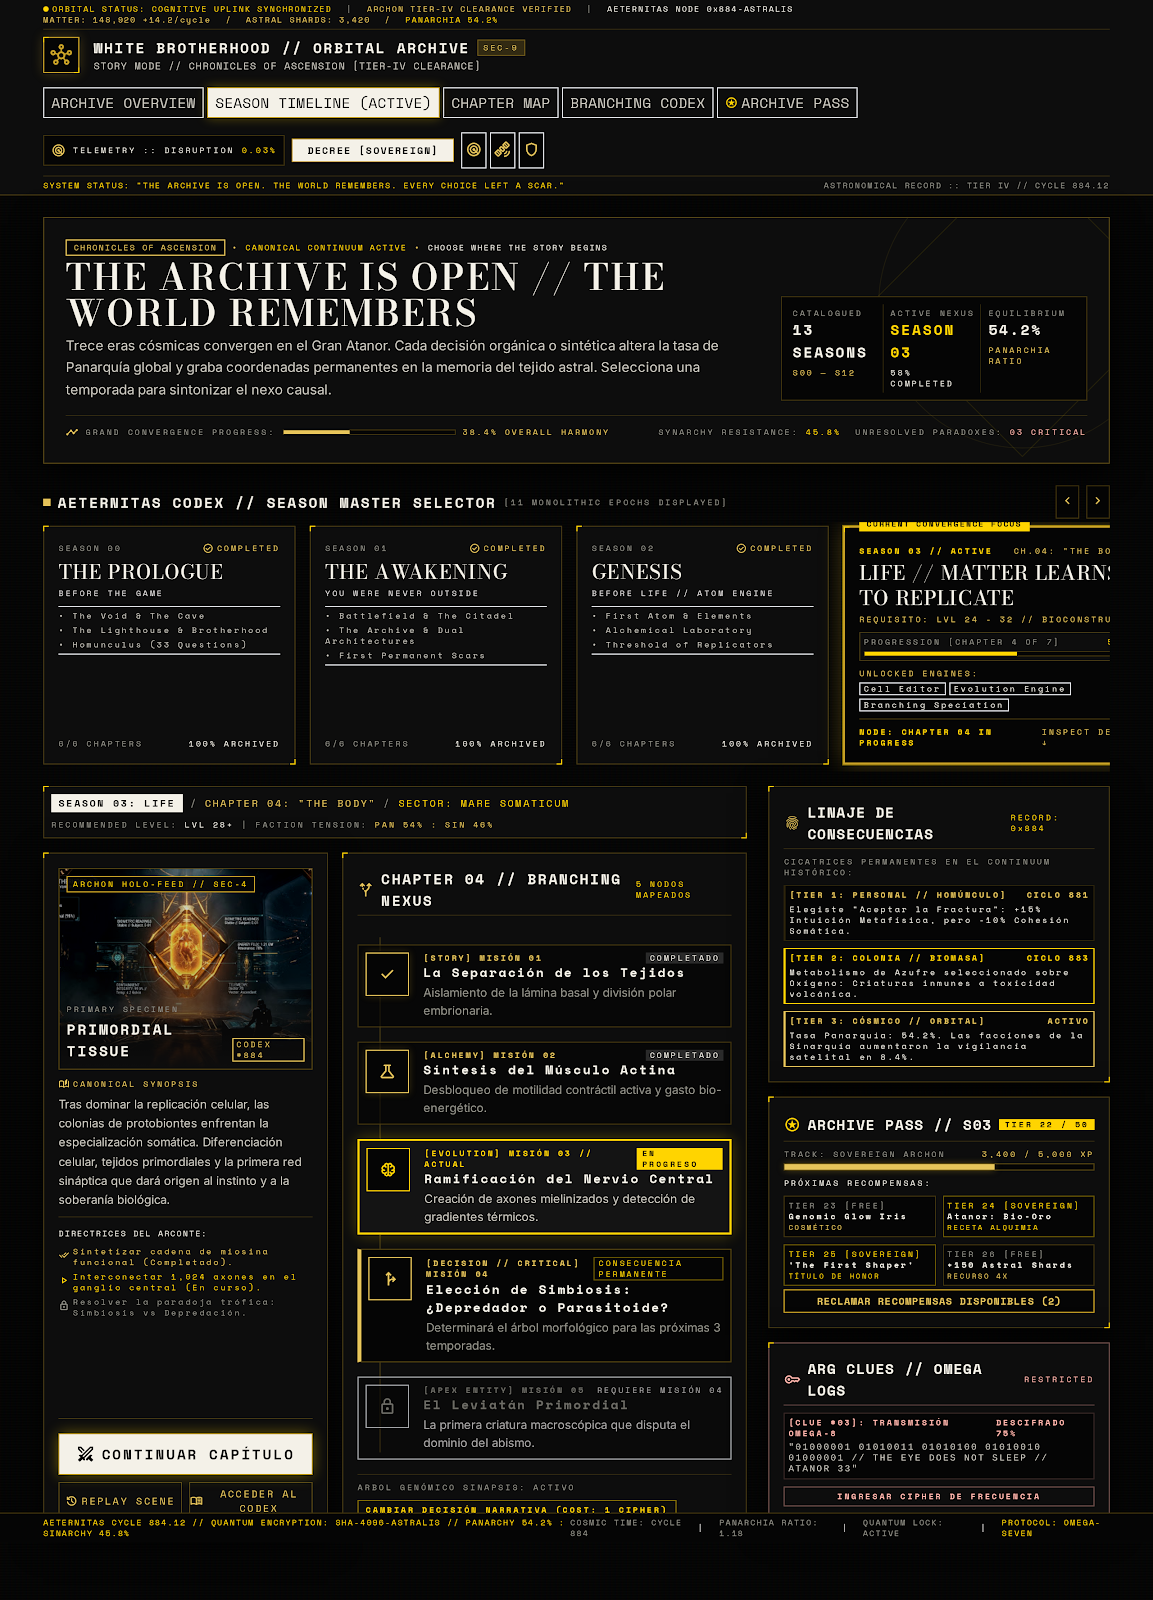 ORBITAL STATUS: COGNITIVE UPLINK SYNCHRONIZED | ARCHON TIER-IV CLEARANCE VERIFIED | AETERNITAS NODE 0x884-ASTRALIS
MATTER: 148,920 +14.2/cycle / ASTRAL SHARDS: 3,420 / PANARCHIA 54.2%
WHITE BROTHERHOOD // ORBITAL ARCHIVE SEC-9
STORY MODE // CHRONICLES OF ASCENSION [TIER-IV CLEARANCE]
ARCHIVE OVERVIEW SEASON TIMELINE (ACTIVE) CHAPTER MAP BRANCHING CODEX ARCHIVE PASS
TELEMETRY :: DISRUPTION 0.03% DECREE [SOVEREIGN]
SYSTEM STATUS: "THE ARCHIVE IS OPEN. THE WORLD REMEMBERS. EVERY CHOICE LEFT A SCAR." ASTRONOMICAL RECORD :: TIER IV // CYCLE 884.12
CHRONICLES OF ASCENSION • CANONICAL CONTINUUM ACTIVE • CHOOSE WHERE THE STORY BEGINS
THE ARCHIVE IS OPEN // THE
WORLD REMEMBERS
Trece eras cósmicas convergen en el Gran Atanor. Cada decisión orgánica o sintética altera la tasa de
Panarquía global y graba coordenadas permanentes en la memoria del tejido astral. Selecciona una
temporada para sintonizar el nexo causal.
CATALOGUED
13
SEASONS
S00 — S12
ACTIVE NEXUS
SEASON
03
58%
COMPLETED
EQUILIBRIUM
54.2%
PANARCHIA
RATIO
GRAND CONVERGENCE PROGRESS: 38.4% OVERALL HARMONY SYNARCHY RESISTANCE: 45.8% UNRESOLVED PARADOXES: 03 CRITICAL
AETERNITAS CODEX // SEASON MASTER SELECTOR [11 MONOLITHIC EPOCHS DISPLAYED]
SEASON 00 COMPLETED
THE PROLOGUE
BEFORE THE GAME
• The Void & The Cave
• The Lighthouse & Brotherhood
• Homunculus (33 Questions)
6/6 CHAPTERS 100% ARCHIVED
SEASON 01 COMPLETED
THE AWAKENING
YOU WERE NEVER OUTSIDE
• Battlefield & The Citadel
• The Archive & Dual
Architectures
• First Permanent Scars
6/6 CHAPTERS 100% ARCHIVED
SEASON 02 COMPLETED
GENESIS
BEFORE LIFE // ATOM ENGINE
• First Atom & Elements
• Alchemical Laboratory
• Threshold of Replicators
6/6 CHAPTERS 100% ARCHIVED
CURRENT CONVERGENCE FOCUS
SEASON 03 // ACTIVE CH.04: "THE BO
LIFE // MATTER LEARNS
TO REPLICATE
REQUISITO: LVL 24 - 32 // BIOCONSTRU
PROGRESSION [CHAPTER 4 OF 7]
UNLOCKED ENGINES:
Cell Editor Evolution Engine
Branching Speciation
NODE: CHAPTER 04 IN
PROGRESS
INSPECT DE
↓
SEASON 03: LIFE / CHAPTER 04: "THE BODY" / SECTOR: MARE SOMATICUM
RECOMMENDED LEVEL: LVL 28+ | FACTION TENSION: PAN 54% : SIN 46%
ARCHON HOLO-FEED // SEC-4
PRIMARY SPECIMEN
PRIMORDIAL
TISSUE
CODEX
#884
CANONICAL SYNOPSIS
Tras dominar la replicación celular, las
colonias de protobiontes enfrentan la
especialización somática. Diferenciación
celular, tejidos primordiales y la primera red
sináptica que dará origen al instinto y a la
soberanía biológica.
DIRECTRICES DEL ARCONTE:
Sintetizar cadena de miosina
funcional (Completado).
Interconectar 1,024 axones en el
ganglio central (En curso).
Resolver la paradoja trófica:
Simbiosis vs Depredación.
CONTINUAR CAPÍTULO
REPLAY SCENE
ACCEDER AL
CODEX
CHAPTER 04 // BRANCHING
NEXUS
5 NODOS
MAPEADOS
[STORY] MISIÓN 01 COMPLETADO
La Separación de los Tejidos
Aislamiento de la lámina basal y división polar
embrionaria.
[ALCHEMY] MISIÓN 02 COMPLETADO
Síntesis del Músculo Actina
Desbloqueo de motilidad contráctil activa y gasto bio-
energético.
[EVOLUTION] MISIÓN 03 //
ACTUAL
EN
PROGRESO
Ramificación del Nervio Central
Creación de axones mielinizados y detección de
gradientes térmicos.
[DECISION // CRITICAL]
MISIÓN 04
CONSECUENCIA
PERMANENTE
Elección de Simbiosis:
¿Depredador o Parasitoide?
Determinará el árbol morfológico para las próximas 3
temporadas.
[APEX ENTITY] MISIÓN 05 REQUIERE MISIÓN 04
El Leviatán Primordial
La primera criatura macroscópica que disputa el
dominio del abismo.
ARBOL GENÓMICO SINAPSIS: ACTIVO
CAMBIAR DECISIÓN NARRATIVA (COST: 1 CIPHER)
LINAJE DE
CONSECUENCIAS
RECORD:
0x884
CICATRICES PERMANENTES EN EL CONTINUUM
HISTÓRICO:
[TIER 1: PERSONAL // HOMÚNCULO] CICLO 881
Elegiste "Aceptar la Fractura": +15%
Intuición Metafísica, pero -10% Cohesión
Somática.
[TIER 2: COLONIA // BIOMASA] CICLO 883
Metabolismo de Azufre seleccionado sobre
Oxígeno: Criaturas inmunes a toxicidad
volcánica.
[TIER 3: CÓSMICO // ORBITAL] ACTIVO
Tasa Panarquia: 54.2%. Las facciones de la
Sinarquia aumentaron la vigilancia
satelital en 8.4%.
ARCHIVE PASS // S03 TIER 22 / 50
TRACK: SOVEREIGN ARCHON 3,400 / 5,000 XP
PRÓXIMAS RECOMPENSAS:
TIER 23 [FREE]
Genomic Glow Iris
COSMÉTICO
TIER 24 [SOVEREIGN]
Atanor: Bio-Oro
RECETA ALQUIMIA
TIER 25 [SOVEREIGN]
'The First Shaper'
TÍTULO DE HONOR
TIER 26 [FREE]
+150 Astral Shards
RECURSO 4X
RECLAMAR RECOMPENSAS DISPONIBLES (2)
ARG CLUES // OMEGA
LOGS
RESTRICTED
[CLUE #03]: TRANSMISIÓN
OMEGA-8
DESCIFRADO
75%
"01000001 01010011 01010100 01010010
01000001 // THE EYE DOES NOT SLEEP //
ATANOR 33"
INGRESAR CIPHER DE FRECUENCIA
AETERNITAS CYCLE 884.12 // QUANTUM ENCRYPTION: SHA-4096-ASTRALIS // PANARCHY 54.2% :
SINARCHY 45.8%
COSMIC TIME: CYCLE
884
|
PANARCHIA RATIO:
1.18
|
QUANTUM LOCK:
ACTIVE
|
PROTOCOL: OMEGA-
SEVEN